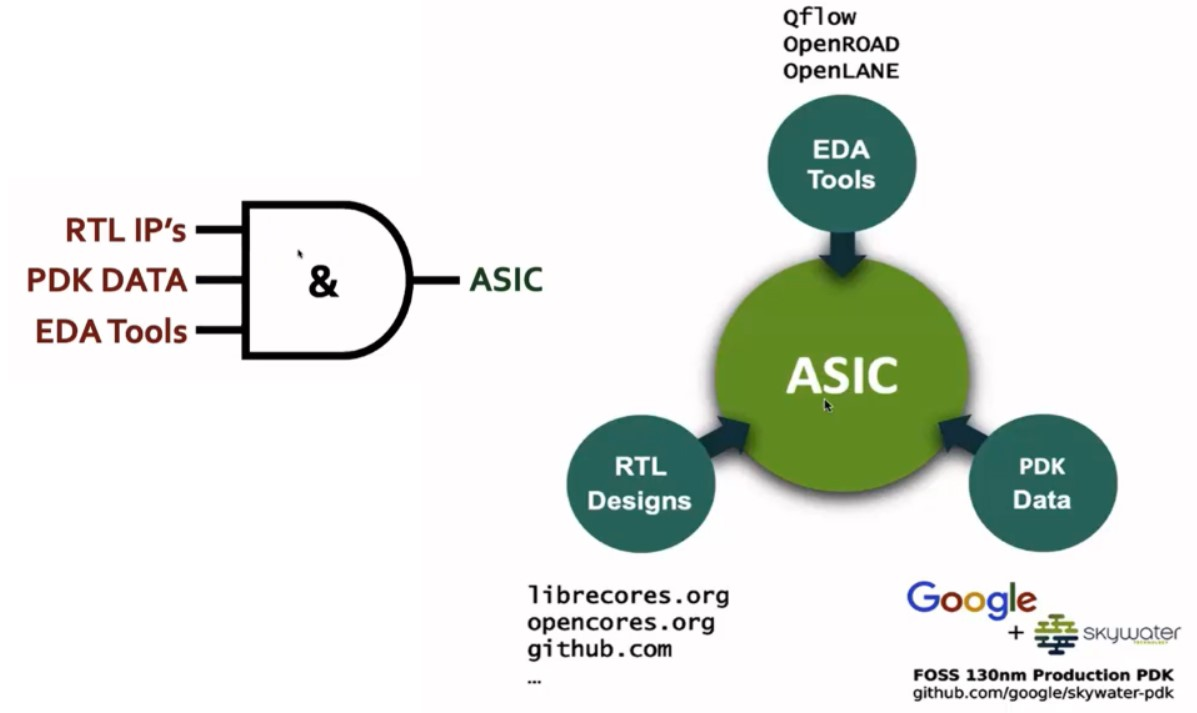 RTL IP's
PDK DATA
EDA Tools
&
ASIC
Qflow
OpenROAD
OpenLANE
EDA
Tools
ASIC
RTL
Designs
PDK
Data
librecores.org
opencores.org
github.com
...
Google
+ skywater
TECHNOLOGY
FOSS 130nm Production PDK
github.com/google/skywater-pdk